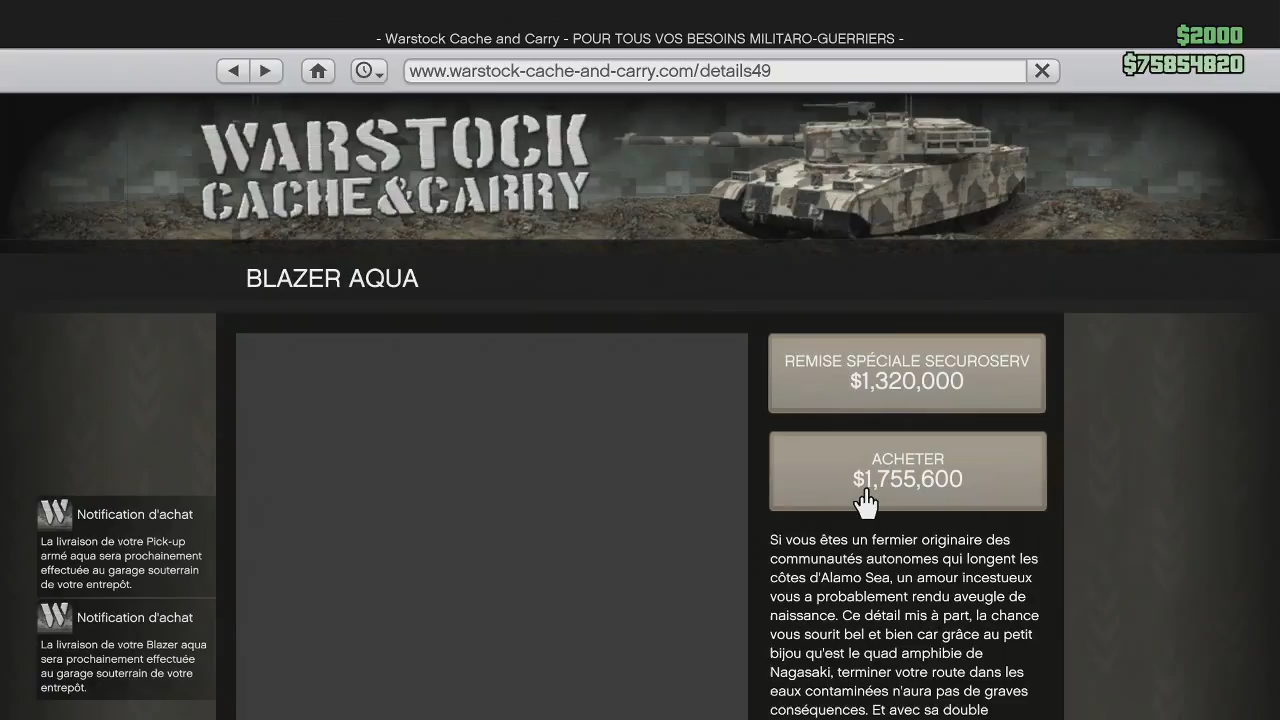 - Warstock Cache and Carry - POUR TOUS VOS BESOINS MILITARO-GUERRIERS -
$2000
$75854820
www.warstock-cache-and-carry.com/details49
WARSTOCK
CACHE&CARRY
BLAZER AQUA
REMISE SPÉCIALE SECUROSERV
$1,320,000
ACHETER
$1,755,600
Si vous êtes un fermier originaire des
communautés autonomes qui longent les
côtes d'Alamo Sea, un amour incestueux
vous a probablement rendu aveugle de
naissance. Ce détail mis à part, la chance
vous sourit bel et bien car grâce au petit
bijou qu'est le quad amphibie de
Nagasaki, terminer votre route dans les
eaux contaminées n'aura pas de graves
conséquences. Et avec sa double
W
Notification d'achat
La livraison de votre Pick-up
armé aqua sera prochainement
effectuée au garage souterrain
de votre entrepôt.
W
Notification d'achat
La livraison de votre Blazer aqua
sera prochainement effectuée
au garage souterrain de votre
entrepôt.